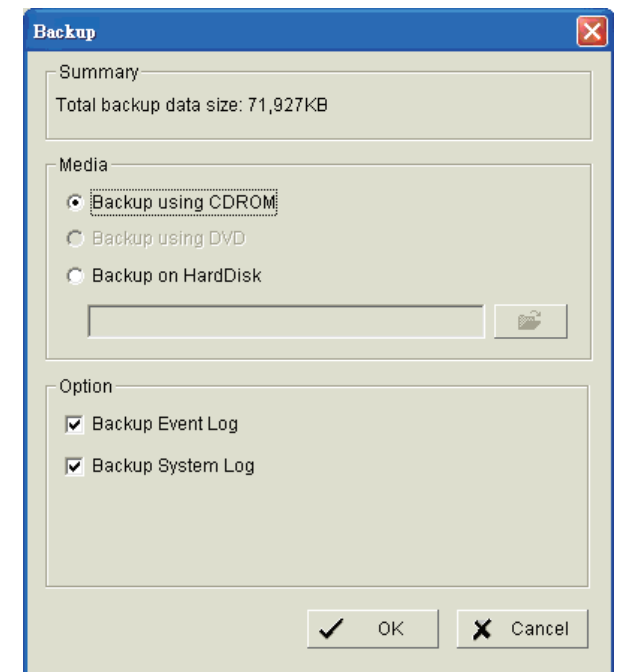 Backup
Summary
Total backup data size: 71,927KB
Media
Backup using CDROM
Backup using DVD
Backup on HardDisk
Option
Backup Event Log
Backup System Log
OK
Cancel